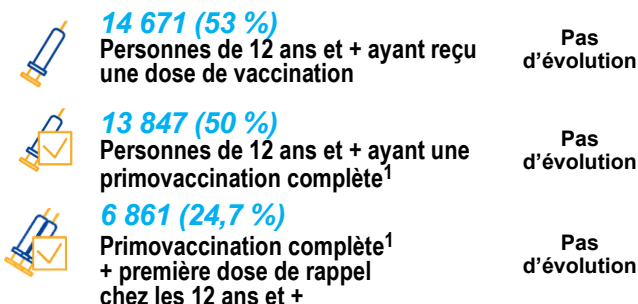 14 671 (53 %)
Personnes de 12 ans et + ayant reçu
une dose de vaccination
Pas
d'évolution
13 847 (50 %)
Personnes de 12 ans et + ayant une
primovaccination complète1
Pas
d'évolution
6 861 (24,7 %)
Primovaccination complète1
+ première dose de rappel
chez les 12 ans et +
Pas
d'évolution